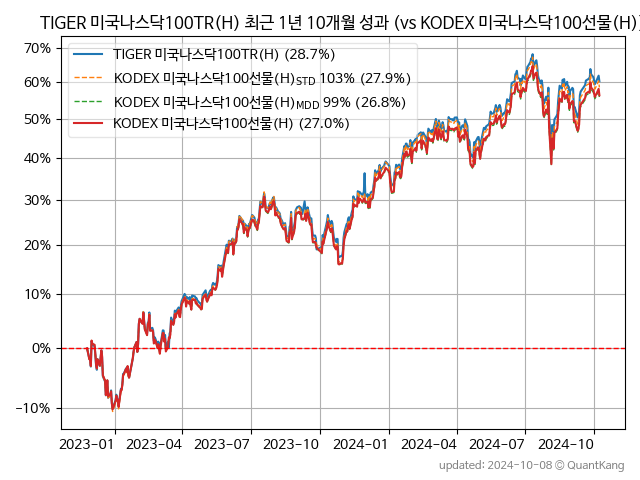 TIGER 미국나스닥100TR(H) 최근 1년 10개월 성과 (vs KODEX 미국나스닥100선물(H))
70%
60%
50%
40%
30%
20%
10%
0%
−10%
TIGER 미국나스닥100TR(H) (28.7%)
KODEX 미국나스닥100선물(H)STD 103% (27.9%)
KODEX 미국나스닥100선물(H)MDD 99% (26.8%)
KODEX 미국나스닥100선물(H) (27.0%)
2023-01 2023-04 2023-07 2023-10 2024-01 2024-04 2024-07 2024-10
updated: 2024-10-08 © QuantKang